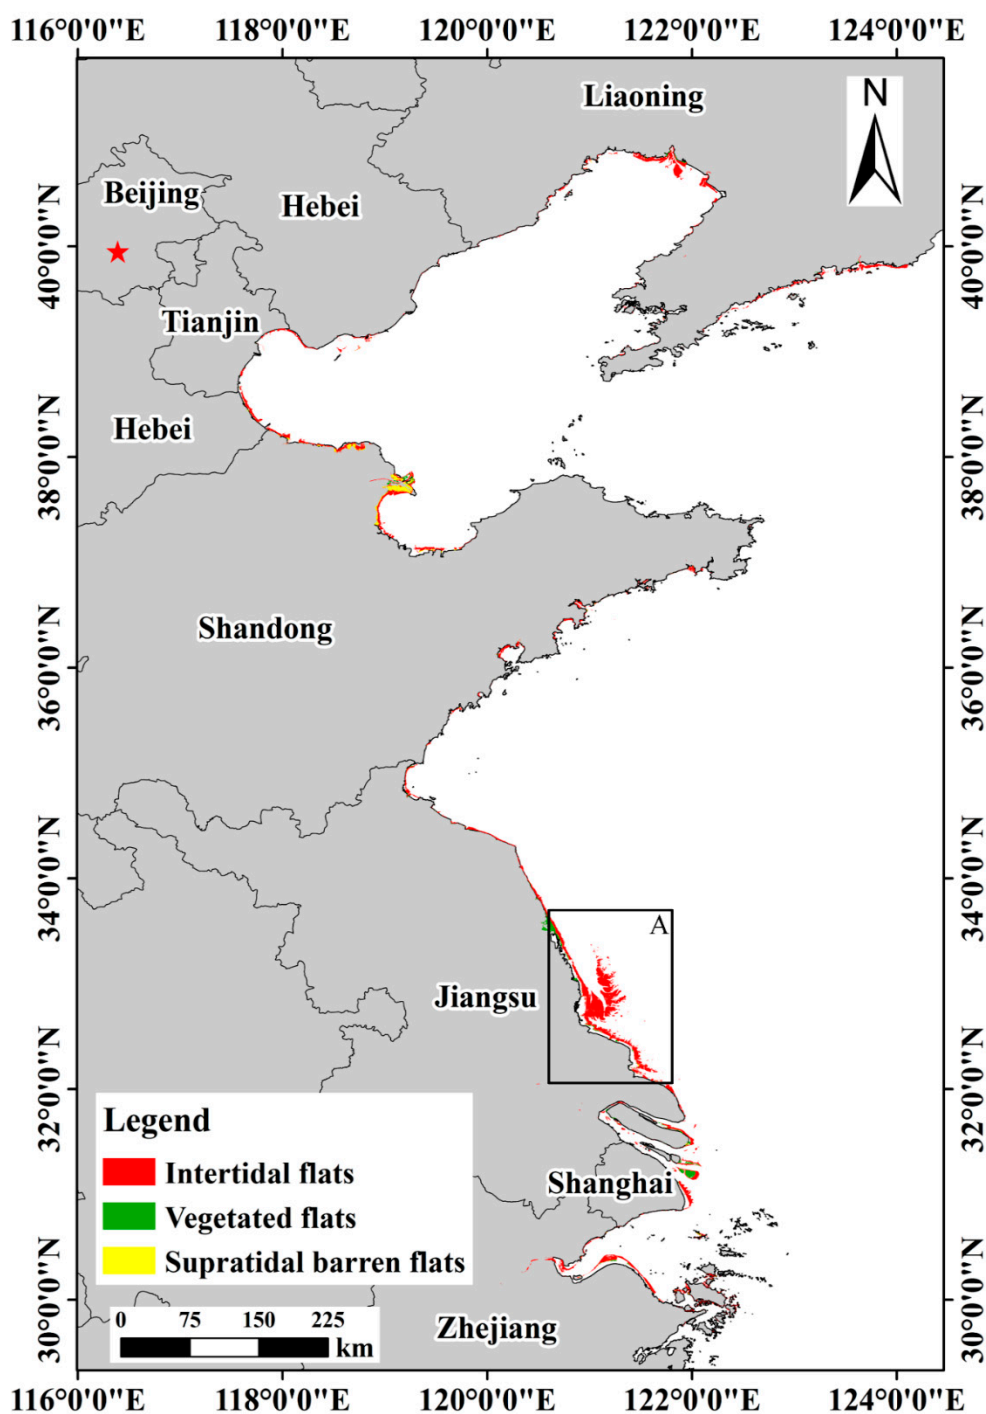 116°0'0"E 118°0'0"E 120°0'0"E 122°0'0"E 124°0'0"E
N
Liaoning
Beijing
Hebei
40°0'0"N
40°0'0"N
Tianjin
Hebei
38°0'0"N
38°0'0"N
Shandong
36°0'0"N
36°0'0"N
34°0'0"N
34°0'0"N
A
Jiangsu
32°0'0"N
32°0'0"N
Legend
Intertidal flats
Vegetated flats
Supratidal barren flats
Shanghai
30°0'0"N
30°0'0"N
0 75 150 225
km
Zhejiang
116°0'0"E 118°0'0"E 120°0'0"E 122°0'0"E 124°0'0"E